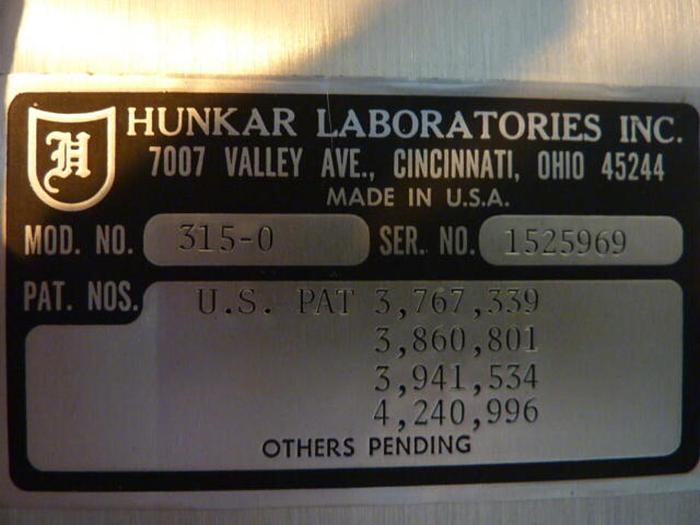 H HUNKAR LABORATORIES INC.
7007 VALLEY AVE., CINCINNATI, OHIO 45244
MADE IN U.S.A.
MOD. NO. 315-0 SER. NO. 1525969
PAT. NOS. U.S. PAT 3,767,339
3,860,801
3,941,534
4,240,996
OTHERS PENDING